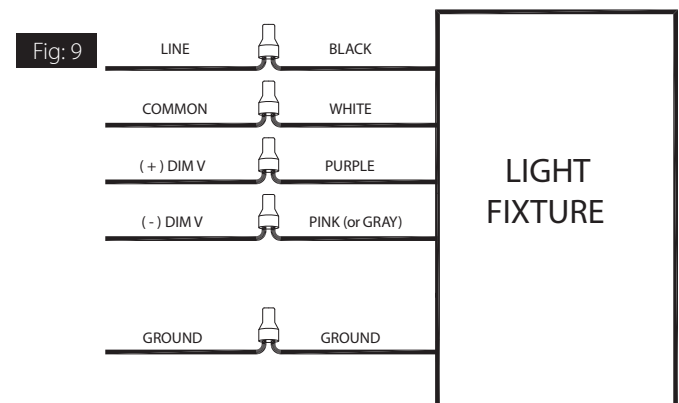 Fig: 9
LINE BLACK
COMMON WHITE
( + ) DIM V PURPLE
( - ) DIM V PINK (or GRAY)
GROUND GROUND
LIGHT
FIXTURE